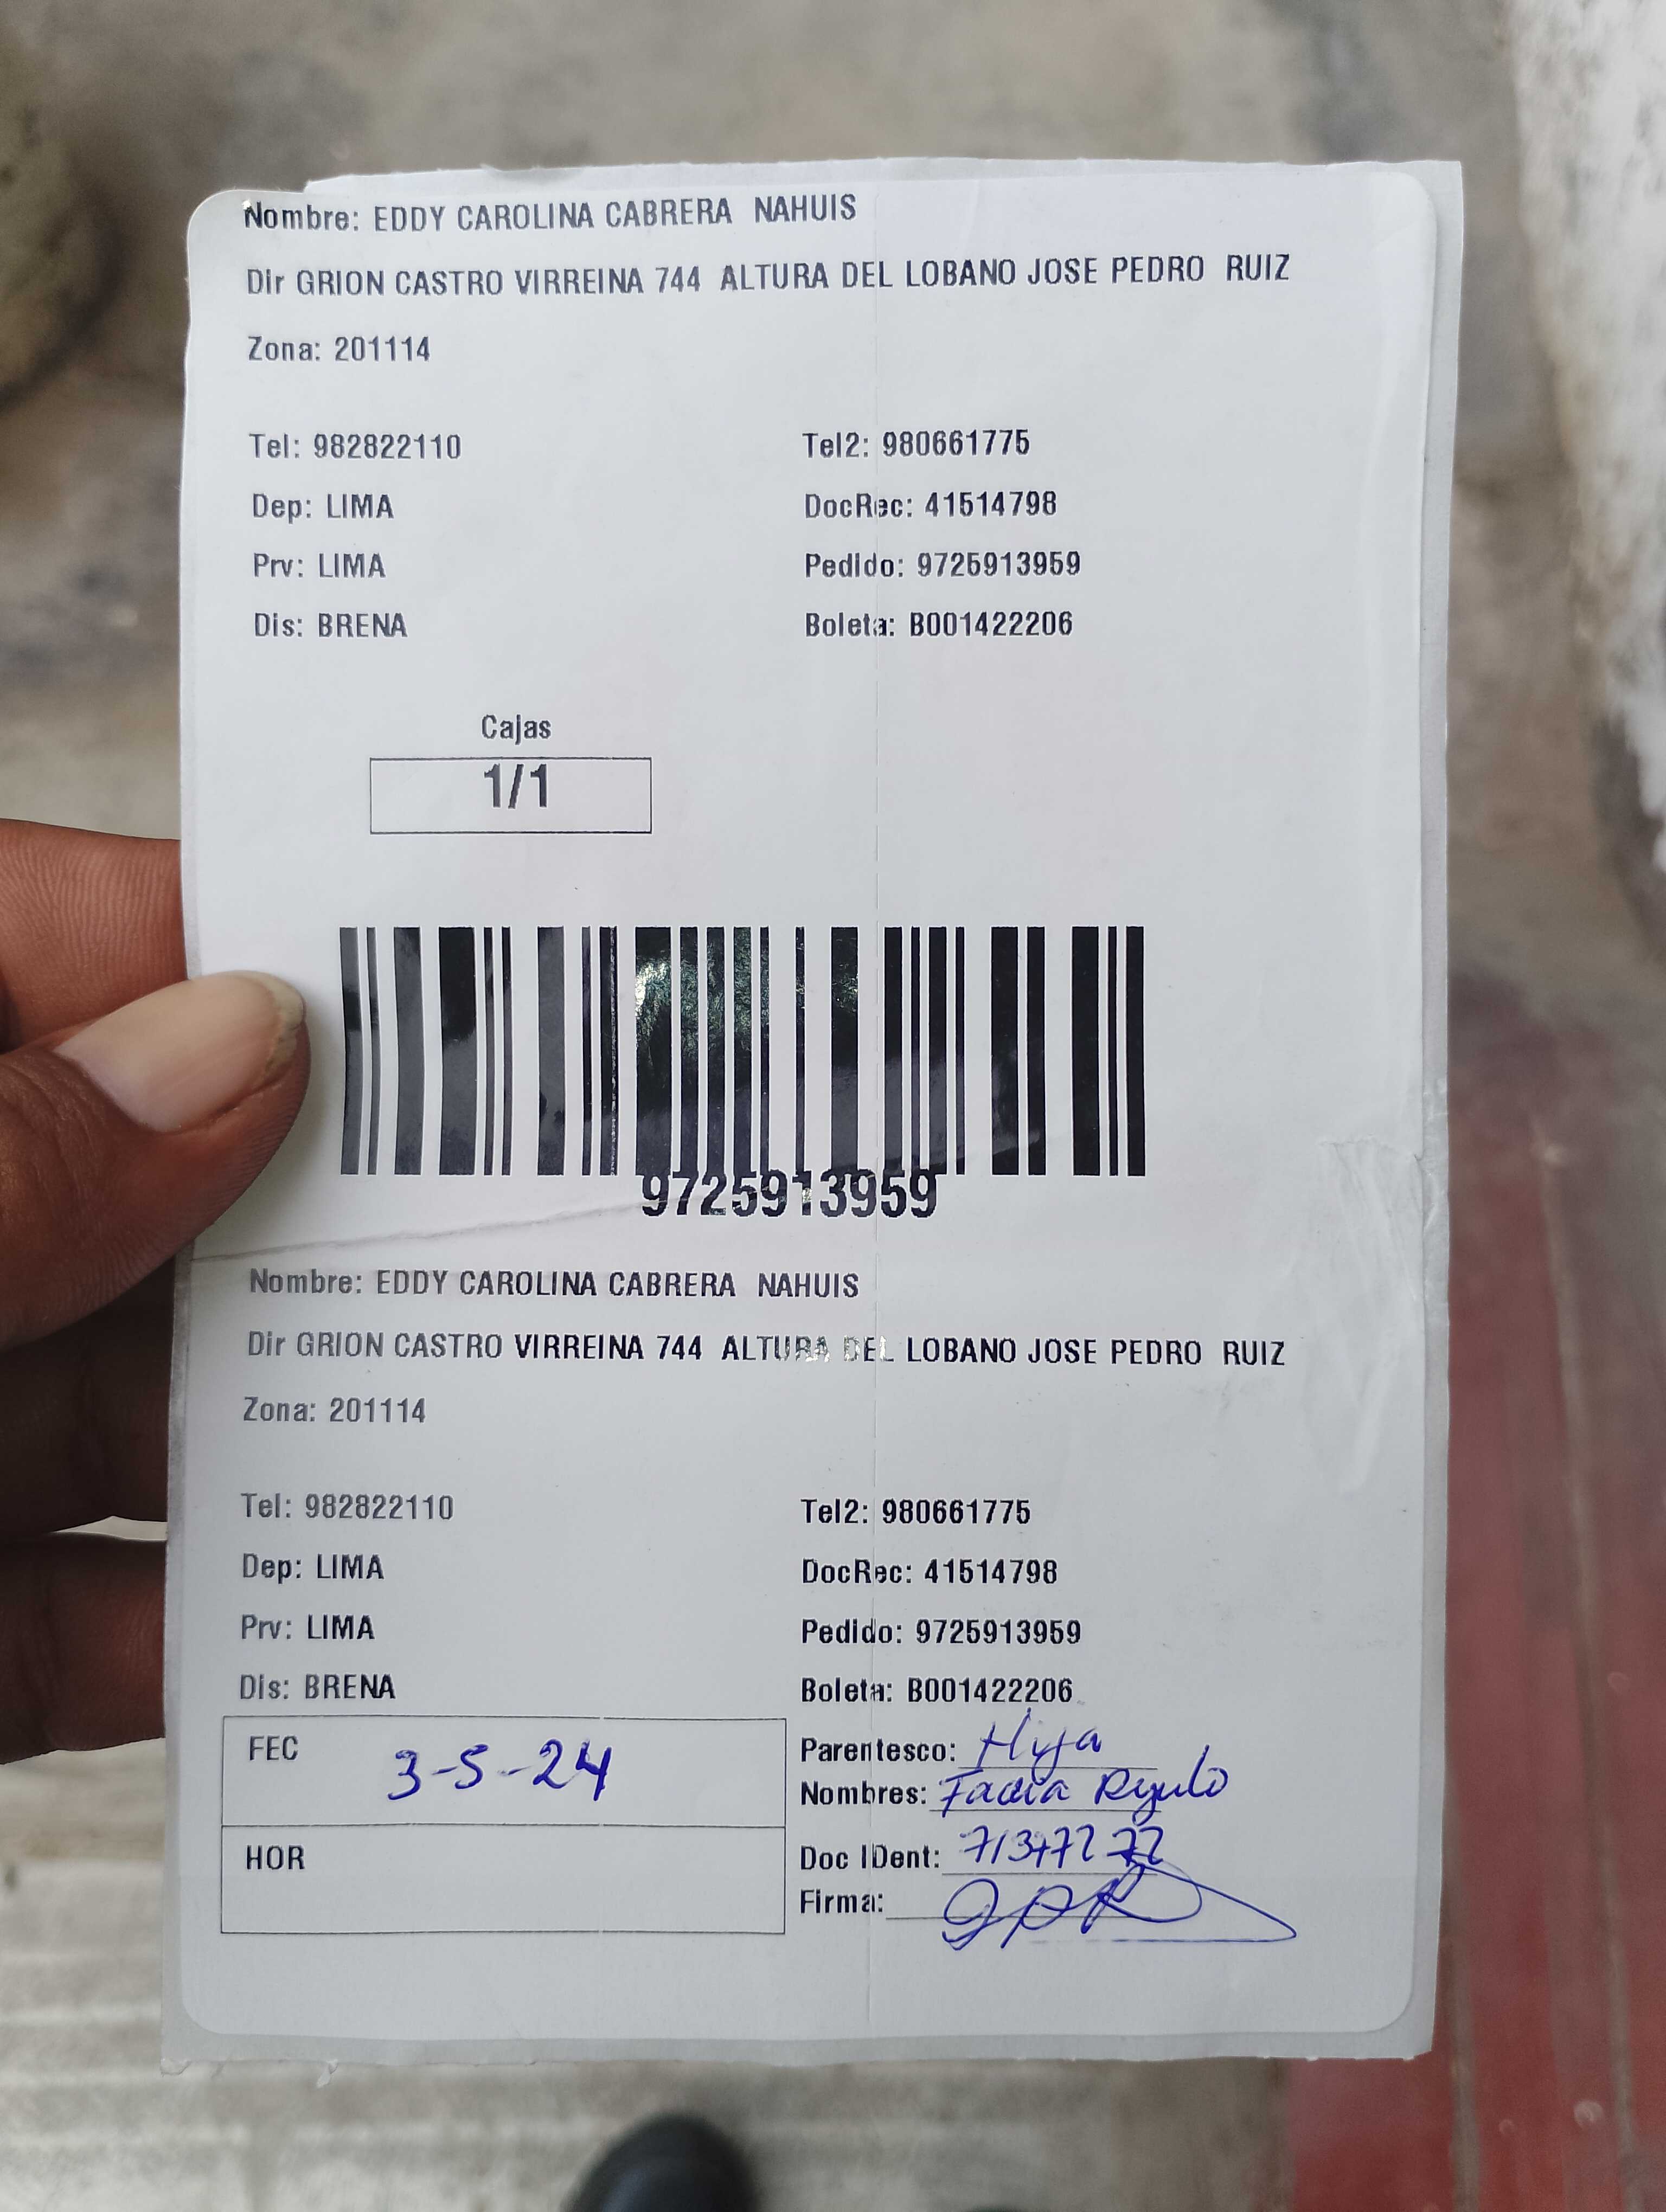 Nombre: EDDY CAROLINA CABRERA NAHUIS
Dir GRION CASTRO VIRREINA 744 ALTURA DEL LOBANO JOSE PEDRO RUIZ
Zona: 201114
Tel: 982822110 Tel2: 980661775
Dep: LIMA DocRec: 41514798
Prv: LIMA Pedido: 9725913959
Dis: BRENA Boleta: B001422206
Cajas
1/1
9725913959
Nombre: EDDY CAROLINA CABRERA NAHUIS
Dir GRION CASTRO VIRREINA 744 ALTURA DEL LOBANO JOSE PEDRO RUIZ
Zona: 201114
Tel: 982822110 Tel2: 980661775
Dep: LIMA DocRec: 41514798
Prv: LIMA Pedido: 9725913959
Dis: BRENA Boleta: B001422206
FEC 3-5-24 Parentesco: Hija
Nombres:
HOR Doc IDent:
Firma: